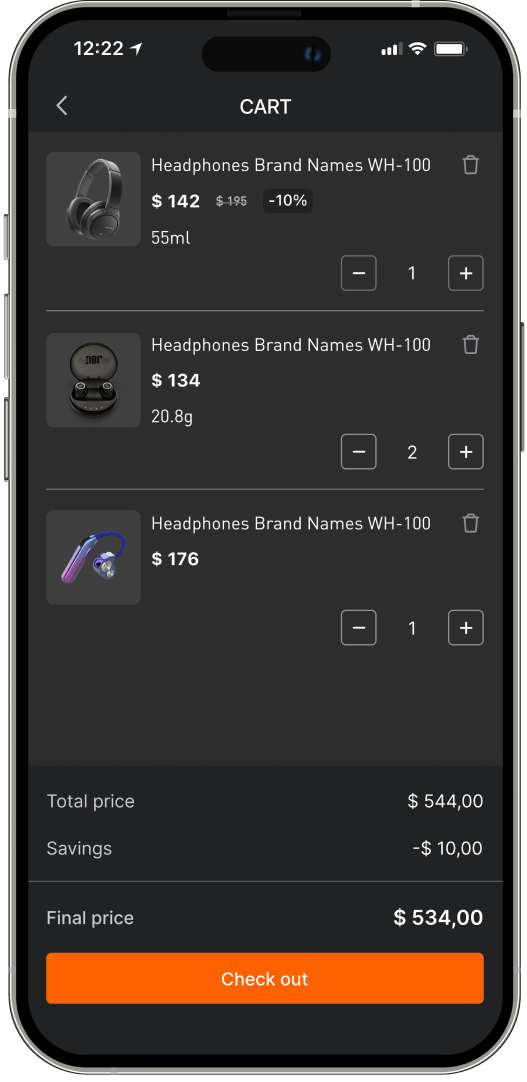 12:22
CART
Headphones Brand Names WH-100
$ 142 $ 195 -10%
55ml
− 1 +
Headphones Brand Names WH-100
JBL
$ 134
20.8g
− 2 +
Headphones Brand Names WH-100
$ 176
− 1 +
Total price $ 544,00
Savings -$ 10,00
Final price $ 534,00
Check out